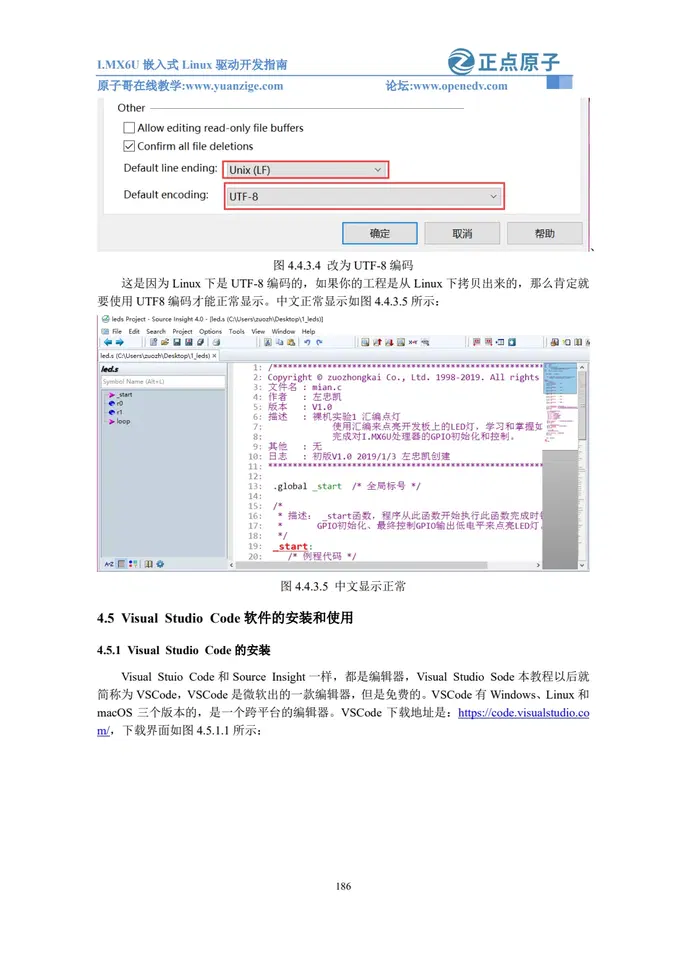 I.MX6U 嵌入式 Linux 驱动开发指南
正点原子
原子哥在线教学:www.yuanzige.com 论坛:www.openedv.com
Other
Allow editing read-only file buffers
Confirm all file deletions
Default line ending: Unix (LF)
Default encoding: UTF-8
确定 取消 帮助
图 4.4.3.4 改为 UTF-8 编码
这是因为 Linux 下是 UTF-8 编码的，如果你的工程是从 Linux 下拷贝出来的，那么肯定就
要使用 UTF8 编码才能正常显示。中文正常显示如图 4.4.3.5 所示：
leds Project - Source Insight 4.0 - [led.s (C:\Users\zuozh\Desktop\1_leds)]
File Edit Search Project Options Tools View Window Help
led.s (C:\Users\zuozh\Desktop\1_leds) ×
led.s
Symbol Name (Alt+L)
_start
r0
r1
loop
A-Z
1: /***************************************************************
2: Copyright © zuozhongkai Co., Ltd. 1998-2019. All rights
3: 文件名 : mian.c
4: 作者 : 左忠凯
5: 版本 : V1.0
6: 描述 : 裸机实验1 汇编点灯
7: 使用汇编来点亮开发板上的LED灯，学习和掌握如
8: 完成对I.MX6U处理器的GPIO初始化和控制。
9: 其他 : 无
10: 日志 : 初版V1.0 2019/1/3 左忠凯创建
11: ***************************************************************
12:
13: .global _start /* 全局标号 */
14:
15: /*
16: * 描述： _start函数，程序从此函数开始执行此函数完成时钟
17: * GPIO初始化、最终控制GPIO输出低电平来点亮LED灯。
18: */
19: _start:
20: /* 例程代码 */
图 4.4.3.5 中文显示正常
4.5 Visual Studio Code 软件的安装和使用
4.5.1 Visual Studio Code 的安装
Visual Stuio Code 和 Source Insight 一样，都是编辑器，Visual Studio Sode 本教程以后就
简称为 VSCode，VSCode 是微软出的一款编辑器，但是免费的。VSCode 有 Windows、Linux 和
macOS 三个版本的，是一个跨平台的编辑器。VSCode 下载地址是：https://code.visualstudio.co
m/，下载界面如图 4.5.1.1 所示：
186